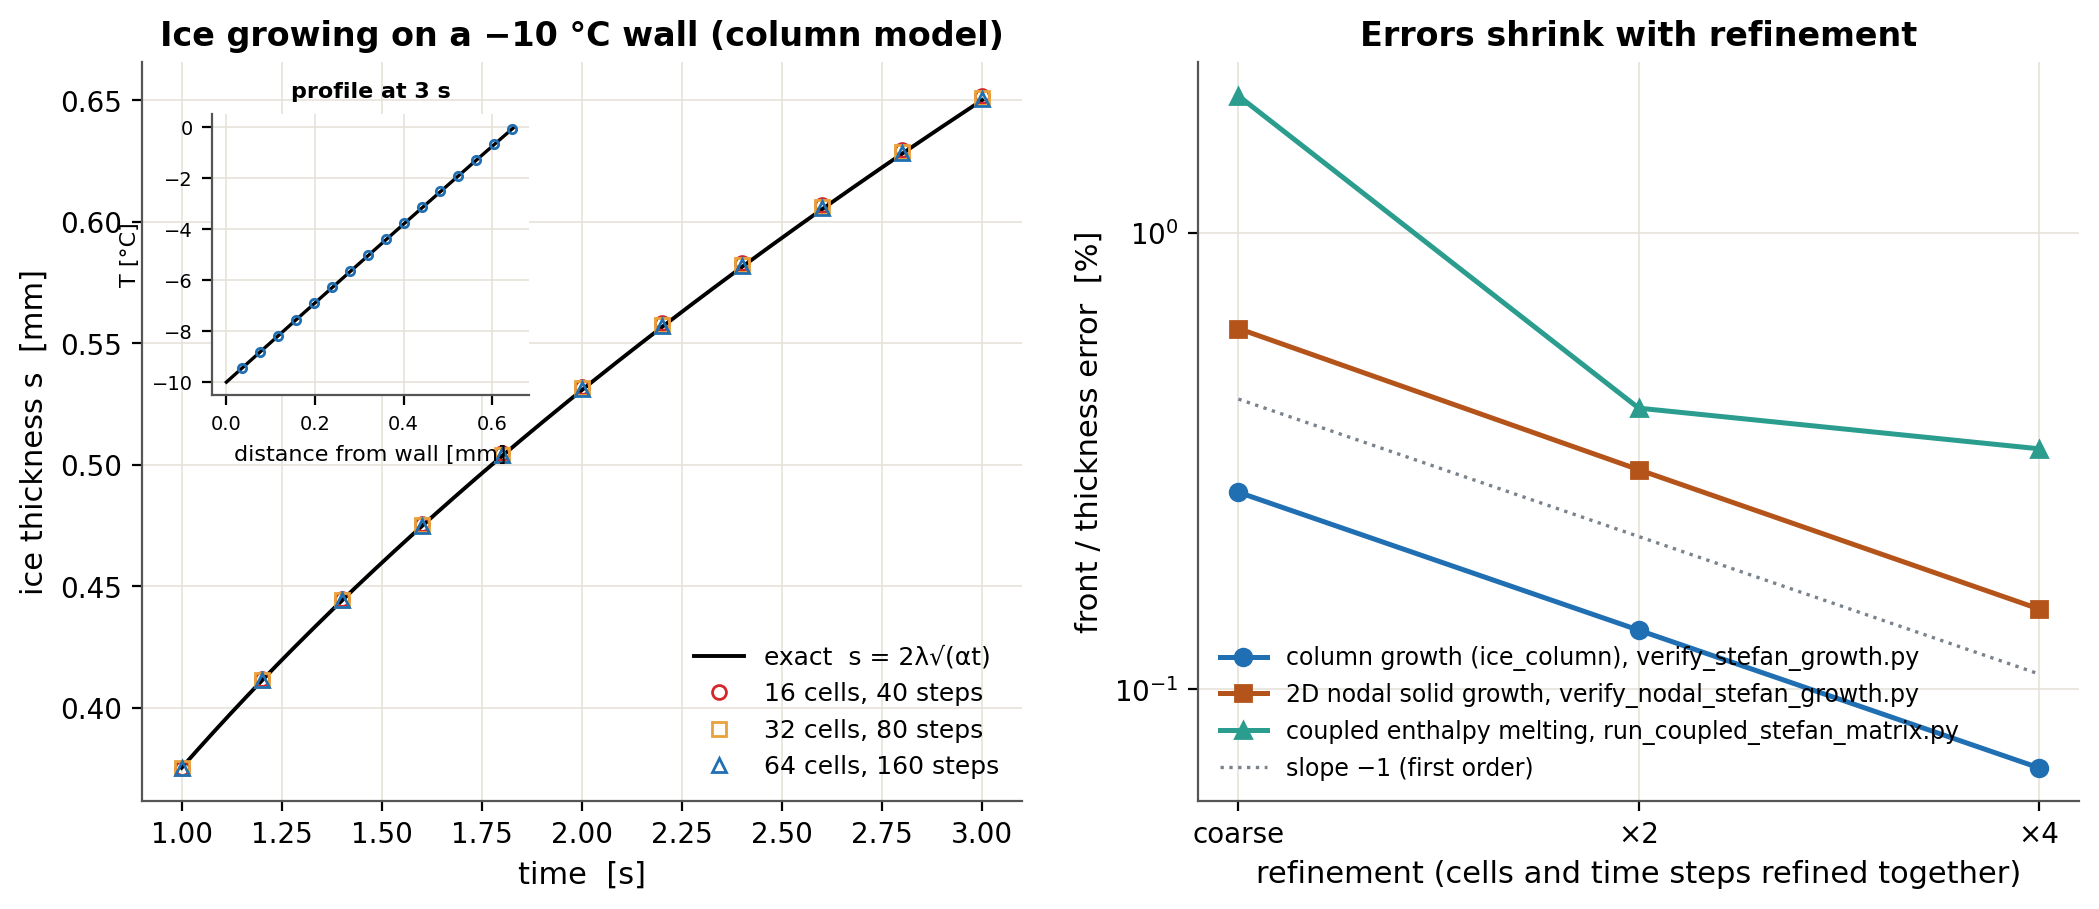 Ice growing on a −10 °C wall (column model)
ice thickness s  [mm]
0.65
0.60
0.55
0.50
0.45
0.40
profile at 3 s
T [°C]
0
−2
−4
−6
−8
−10
0.0 0.2 0.4 0.6
distance from wall [mm]
exact  s = 2λ√(αt)
16 cells, 40 steps
32 cells, 80 steps
64 cells, 160 steps
1.00 1.25 1.50 1.75 2.00 2.25 2.50 2.75 3.00
time  [s]
Errors shrink with refinement
front / thickness error  [%]
10⁰
10⁻¹
column growth (ice_column), verify_stefan_growth.py
2D nodal solid growth, verify_nodal_stefan_growth.py
coupled enthalpy melting, run_coupled_stefan_matrix.py
slope −1 (first order)
coarse ×2 ×4
refinement (cells and time steps refined together)